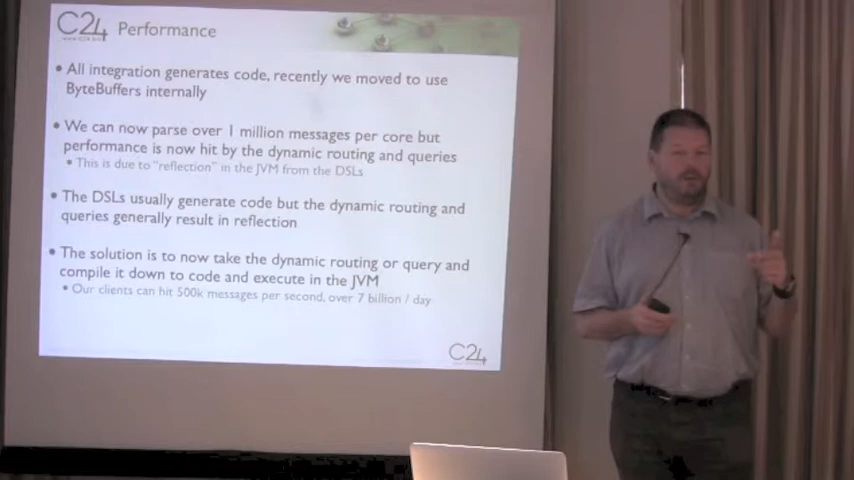 C24 Performance
• All integration generates code, recently we moved to use
ByteBuffers internally
• We can now parse over 1 million messages per core but
performance is now hit by the dynamic routing and queries
• This is due to "reflection" in the JVM from the DSLs
• The DSLs usually generate code but the dynamic routing and
queries generally result in reflection
• The solution is to now take the dynamic routing or query and
compile it down to code and execute in the JVM
• Our clients can hit 500k messages per second, over 7 billion / day
C24